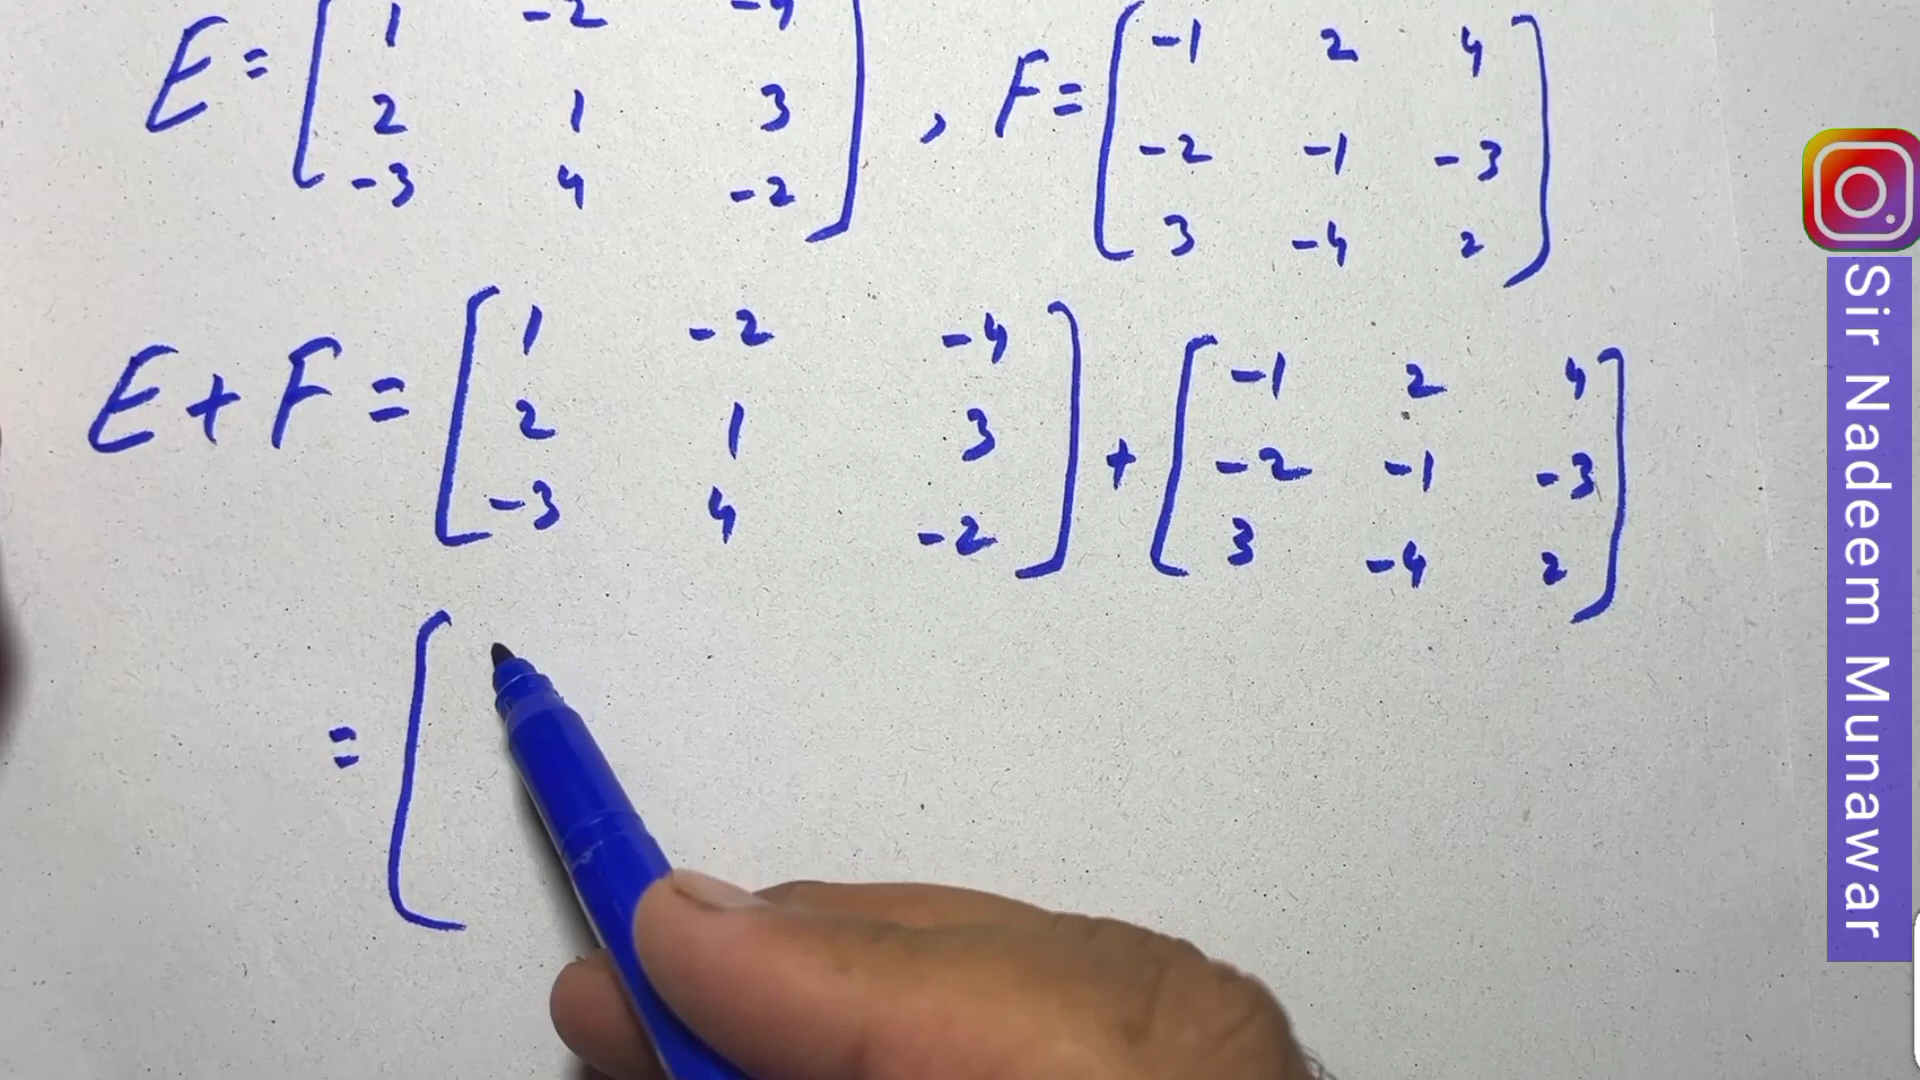 E = [ 1 -2 -4
2 1 3
-3 4 -2 ] , F = [ -1 2 4
-2 -1 -3
3 -4 2 ]
E + F = [ 1 -2 -4
2 1 3
-3 4 -2 ] + [ -1 2 4
-2 -1 -3
3 -4 2 ]
= [
Sir Nadeem Munawar